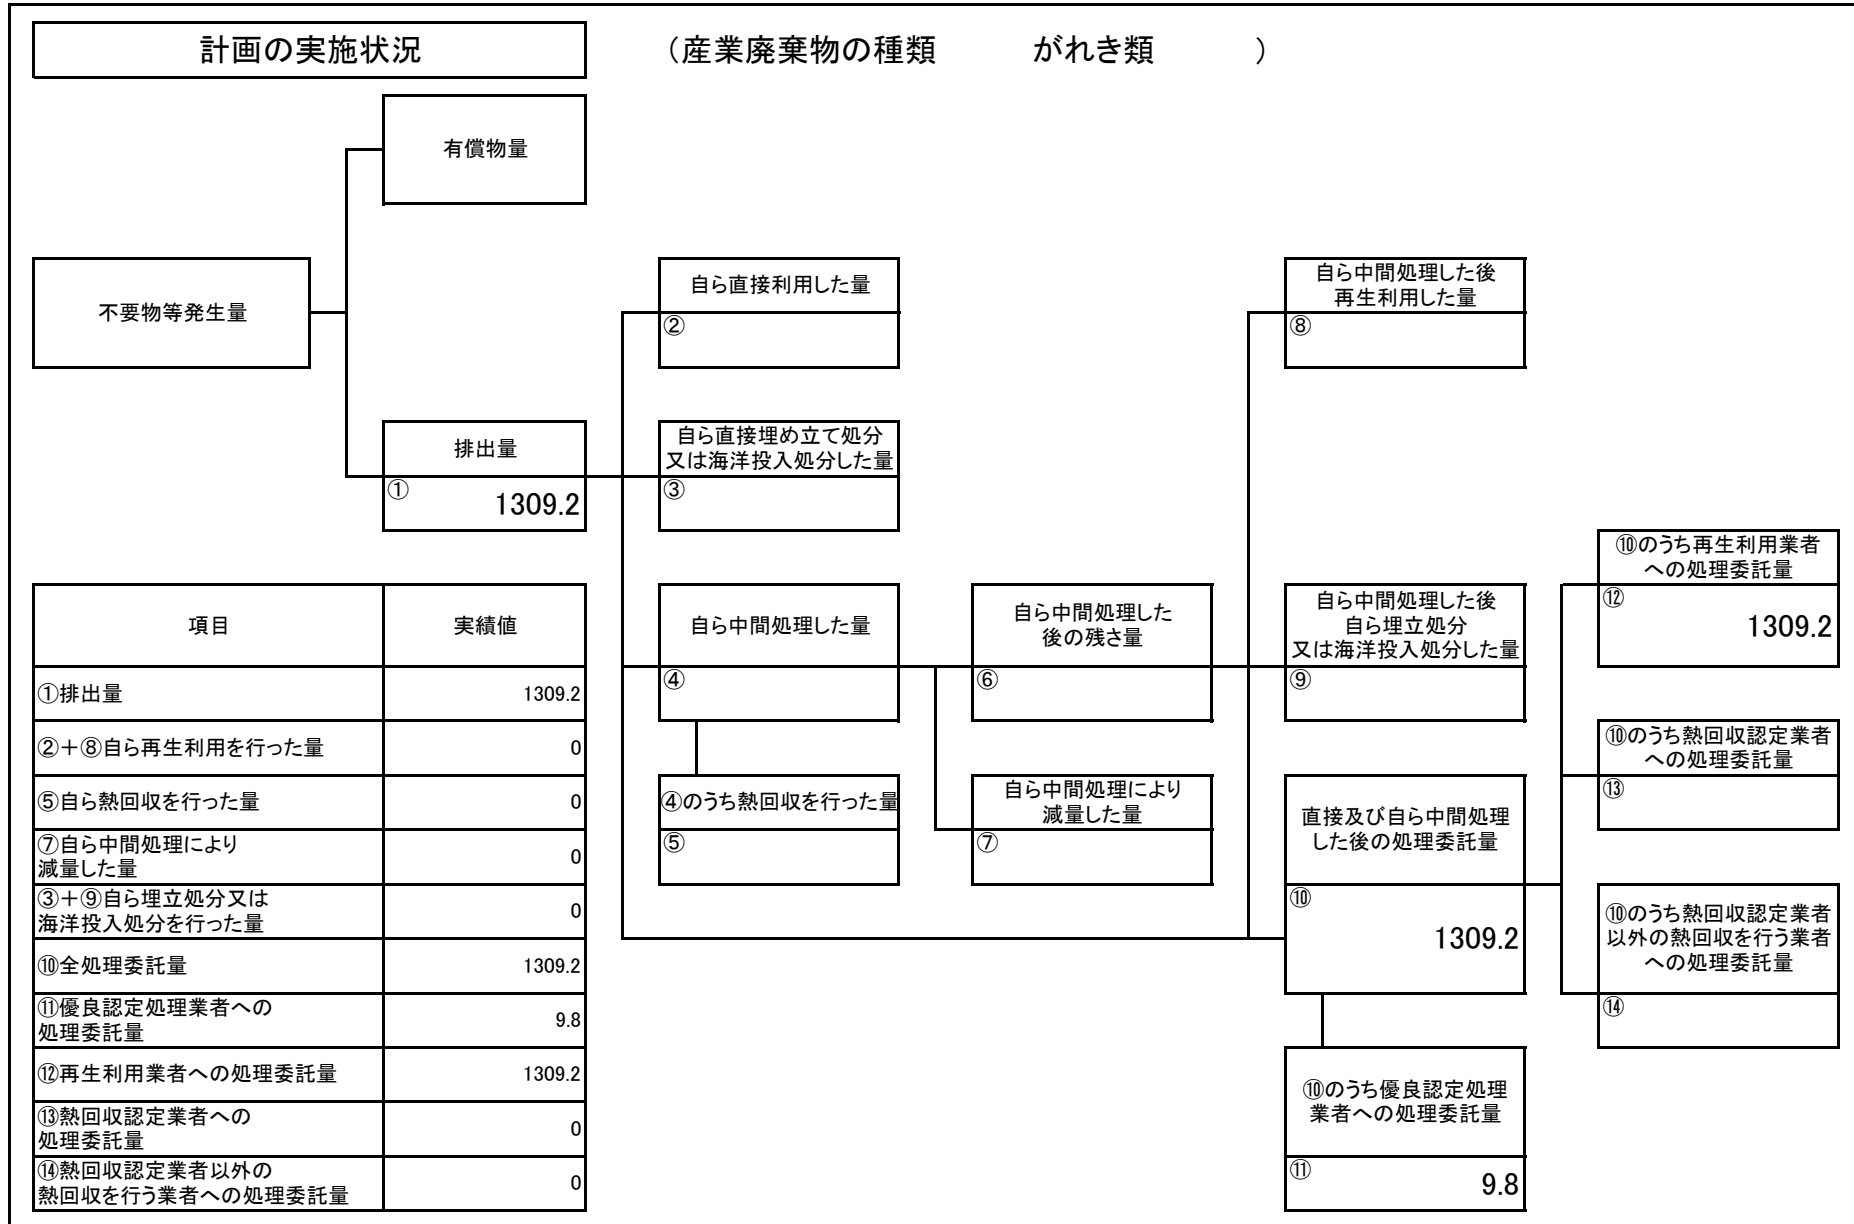 計画の実施状況
（産業廃棄物の種類　がれき類　）
有償物量
不要物等発生量
排出量
①
1309.2
自ら直接利用した量
②
自ら直接埋め立て処分
又は海洋投入処分した量
③
自ら中間処理した後
再生利用した量
⑧
自ら中間処理した量
④
自ら中間処理した
後の残さ量
⑥
自ら中間処理した後
自ら埋立処分
又は海洋投入処分した量
⑨
⑩のうち再生利用業者
への処理委託量
⑫
1309.2
④のうち熱回収を行った量
⑤
自ら中間処理により
減量した量
⑦
直接及び自ら中間処理
した後の処理委託量
⑩
1309.2
⑩のうち熱回収認定業者
への処理委託量
⑬
⑩のうち熱回収認定業者
以外の熱回収を行う業者
への処理委託量
⑭
⑩のうち優良認定処理
業者への処理委託量
⑪
9.8
項目 実績値
①排出量 1309.2
②＋⑧自ら再生利用を行った量 0
⑤自ら熱回収を行った量 0
⑦自ら中間処理により
減量した量 0
③＋⑨自ら埋立処分又は
海洋投入処分を行った量 0
⑩全処理委託量 1309.2
⑪優良認定処理業者への
処理委託量 9.8
⑫再生利用業者への処理委託量 1309.2
⑬熱回収認定業者への
処理委託量 0
⑭熱回収認定業者以外の
熱回収を行う業者への処理委託量 0